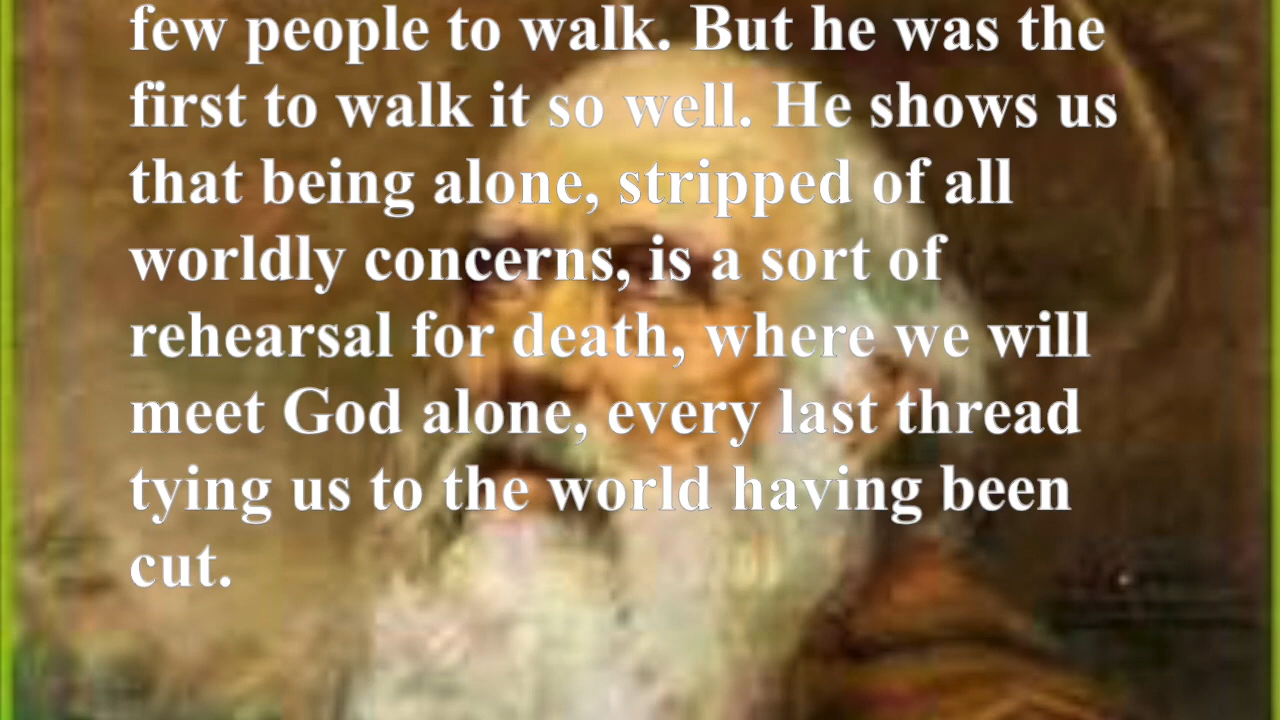 few people to walk. But he was the
first to walk it so well. He shows us
that being alone, stripped of all
worldly concerns, is a sort of
rehearsal for death, where we will
meet God alone, every last thread
tying us to the world having been
cut.